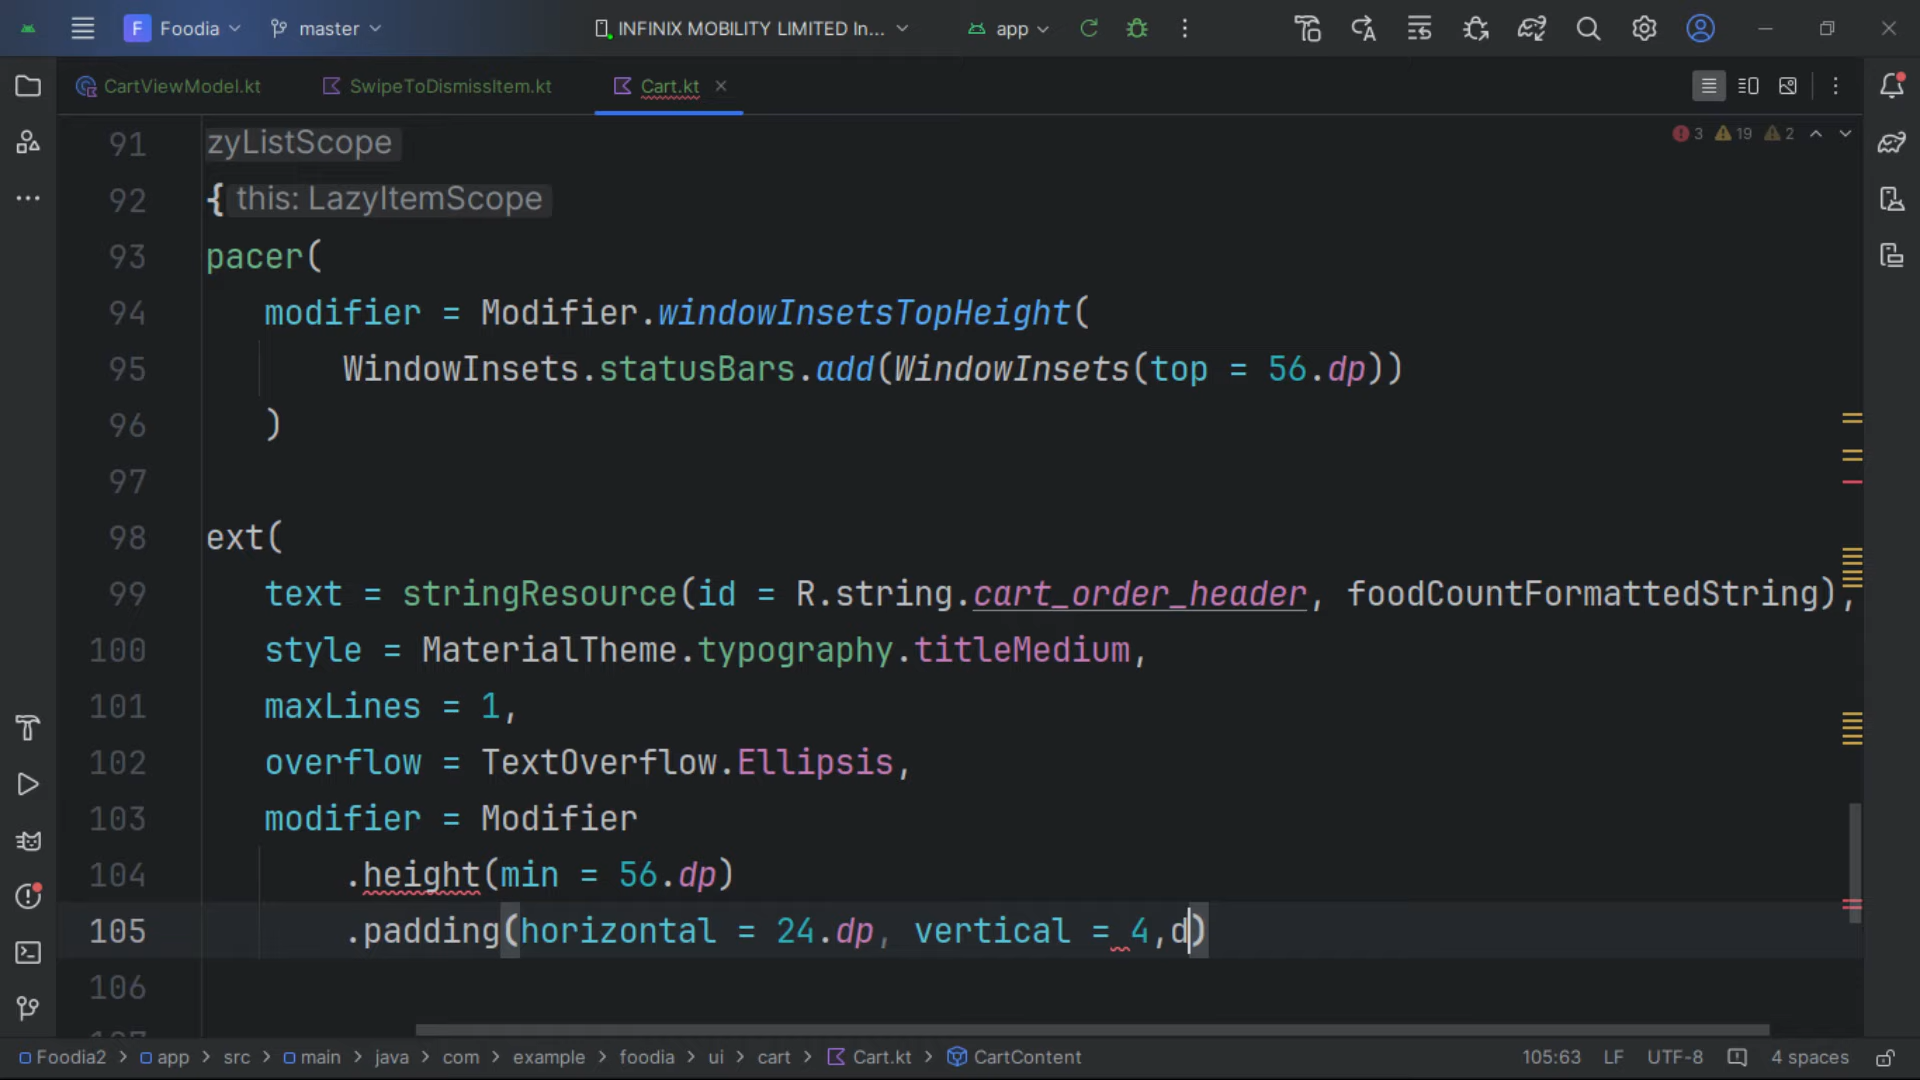 F Foodia master INFINIX MOBILITY LIMITED In... app
CartViewModel.kt SwipeToDismissItem.kt Cart.kt
3 19 2
91 zyListScope
92 { this: LazyItemScope
93 pacer(
94 modifier = Modifier.windowInsetsTopHeight(
95 WindowInsets.statusBars.add(WindowInsets(top = 56.dp))
96 )
97
98 ext(
99 text = stringResource(id = R.string.cart_order_header, foodCountFormattedString),
100 style = MaterialTheme.typography.titleMedium,
101 maxLines = 1,
102 overflow = TextOverflow.Ellipsis,
103 modifier = Modifier
104 .height(min = 56.dp)
105 .padding(horizontal = 24.dp, vertical = 4,d)
106
Foodia2 > app > src > main > java > com > example > foodia > ui > cart > Cart.kt > CartContent 105:63 LF UTF-8 4 spaces